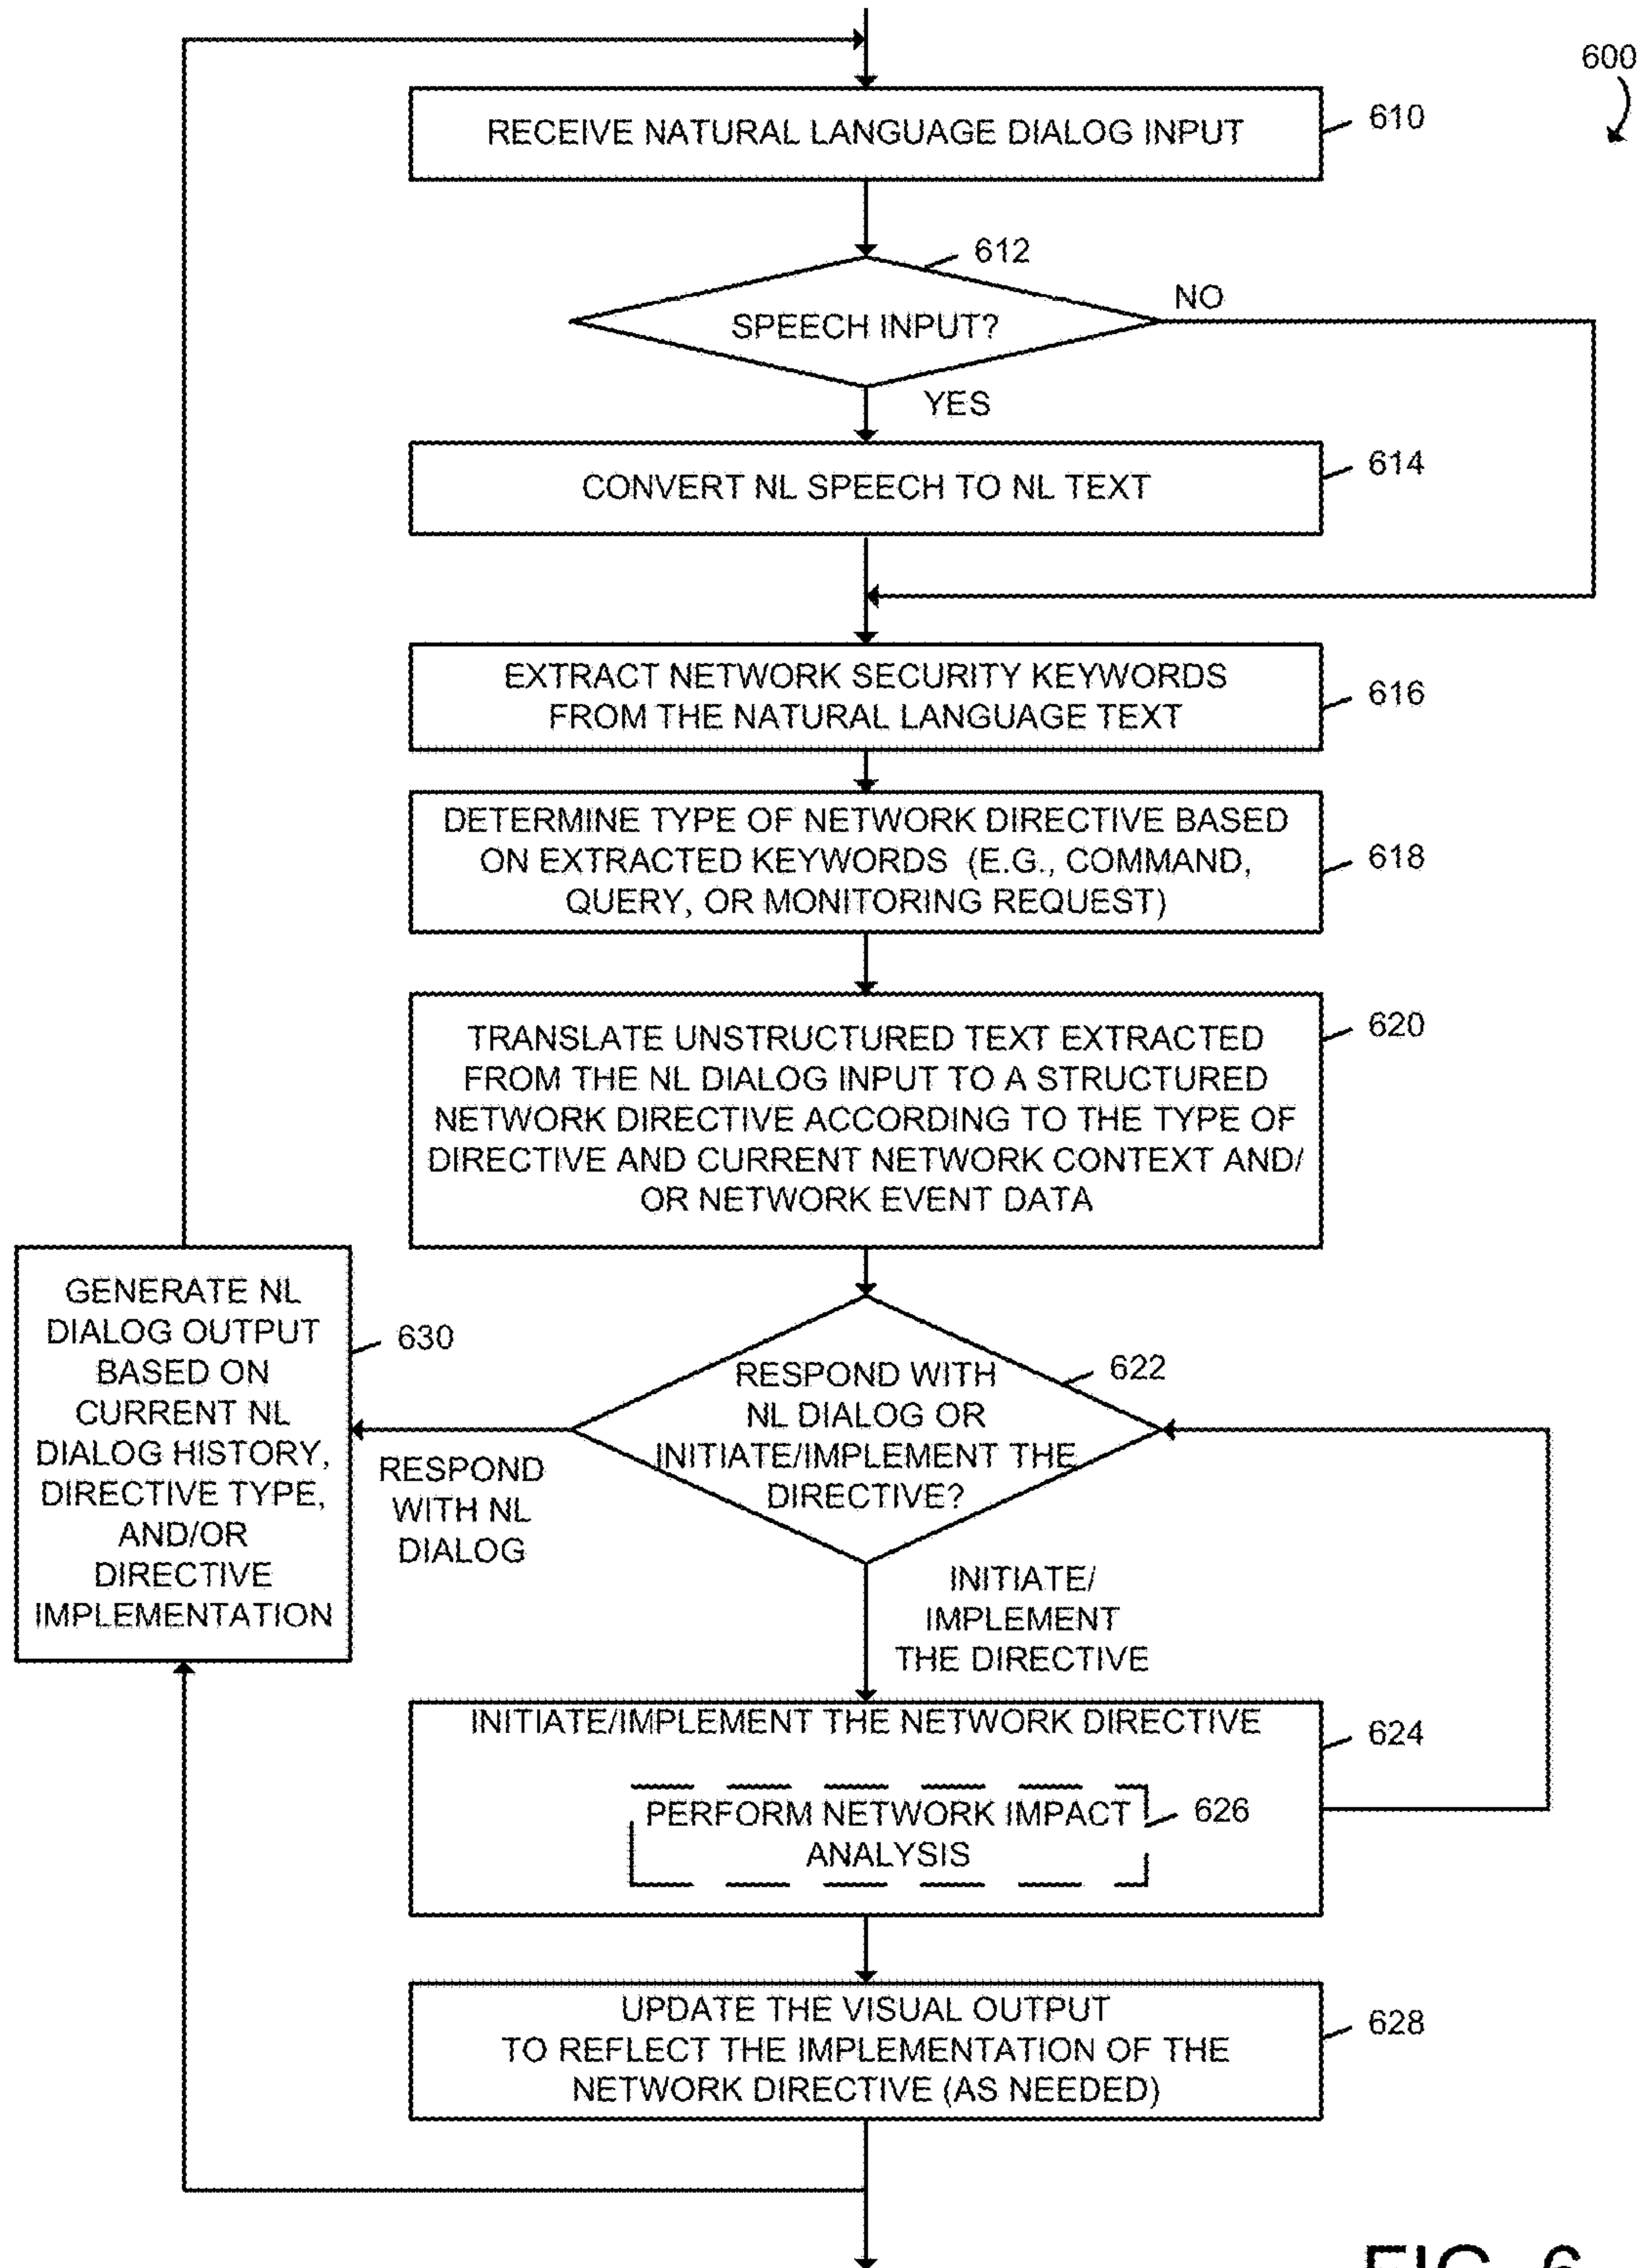 600
RECEIVE NATURAL LANGUAGE DIALOG INPUT
610
612
SPEECH INPUT?
NO
YES
CONVERT NL SPEECH TO NL TEXT
614
EXTRACT NETWORK SECURITY KEYWORDS
FROM THE NATURAL LANGUAGE TEXT
616
DETERMINE TYPE OF NETWORK DIRECTIVE BASED
ON EXTRACTED KEYWORDS (E.G., COMMAND,
QUERY, OR MONITORING REQUEST)
618
TRANSLATE UNSTRUCTURED TEXT EXTRACTED
FROM THE NL DIALOG INPUT TO A STRUCTURED
NETWORK DIRECTIVE ACCORDING TO THE TYPE OF
DIRECTIVE AND CURRENT NETWORK CONTEXT AND/
OR NETWORK EVENT DATA
620
GENERATE NL
DIALOG OUTPUT
BASED ON
CURRENT NL
DIALOG HISTORY,
DIRECTIVE TYPE,
AND/OR
DIRECTIVE
IMPLEMENTATION
630
RESPOND
WITH NL
DIALOG
RESPOND WITH
NL DIALOG OR
INITIATE/IMPLEMENT THE
DIRECTIVE?
622
INITIATE/
IMPLEMENT
THE DIRECTIVE
INITIATE/IMPLEMENT THE NETWORK DIRECTIVE
624
PERFORM NETWORK IMPACT
ANALYSIS
626
UPDATE THE VISUAL OUTPUT
TO REFLECT THE IMPLEMENTATION OF THE
NETWORK DIRECTIVE (AS NEEDED)
628
FIG. 6